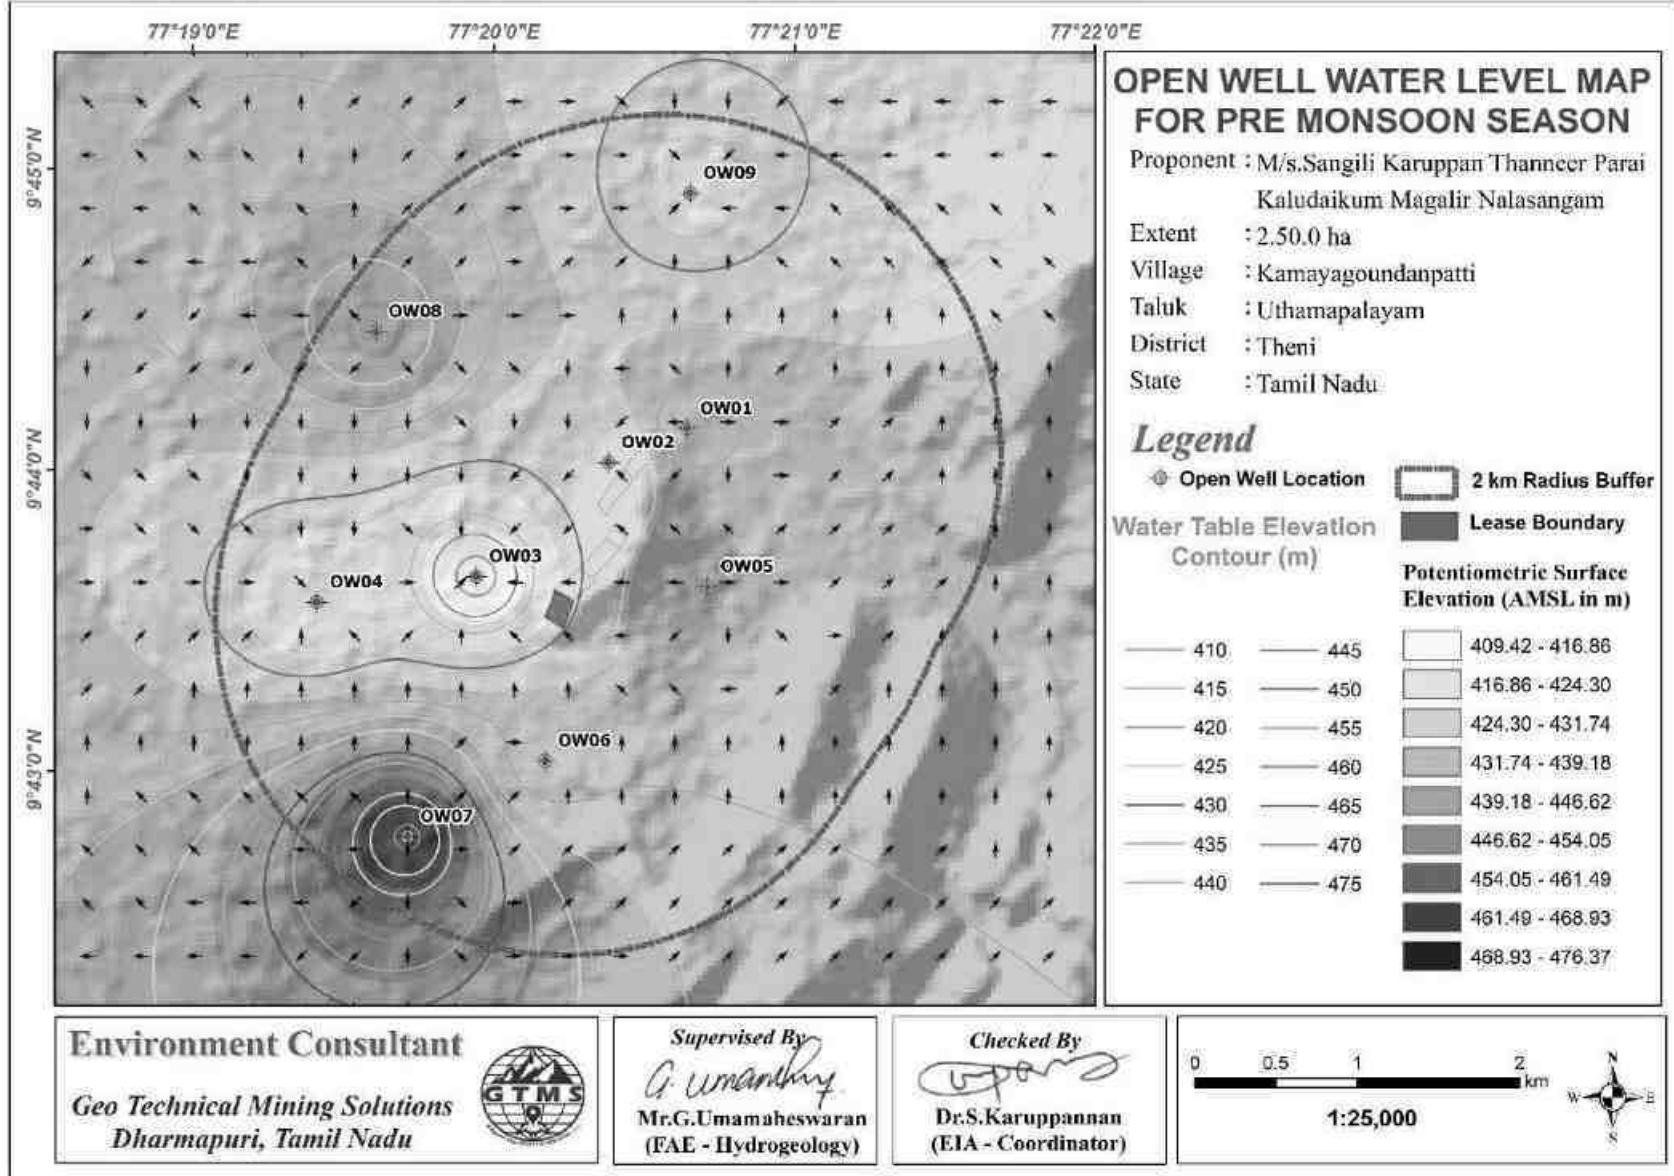 77°19'0"E
77°20'0"E
77°21'0"E
77°22'0"E
9°45'0"N
9°44'0"N
9°43'0"N
OW09
OW08
OW01
OW02
OW03
OW04
OW05
OW06
OW07
OPEN WELL WATER LEVEL MAP
FOR PRE MONSOON SEASON
Proponent : M/s.Sangili Karuppan Thanneer Parai
Kaludaikum Magalir Nalasangam
Extent : 2.50.0 ha
Village : Kamayagoundanpatti
Taluk : Uthamapalayam
District : Theni
State : Tamil Nadu
Legend
Open Well Location
2 km Radius Buffer
Lease Boundary
Water Table Elevation
Contour (m)
410 445
415 450
420 455
425 460
430 465
435 470
440 475
Potentiometric Surface
Elevation (AMSL in m)
409.42 - 416.86
416.86 - 424.30
424.30 - 431.74
431.74 - 439.18
439.18 - 446.62
446.62 - 454.05
454.05 - 461.49
461.49 - 468.93
468.93 - 476.37
Environment Consultant
Geo Technical Mining Solutions
Dharmapuri, Tamil Nadu
GTMS
Supervised By
G. Umamaheswaran
Mr.G.Umamaheswaran
(FAE - Hydrogeology)
Checked By
Dr.S.Karuppannan
(EIA - Coordinator)
0 0.5 1 2
km
1:25,000
N
W E
S